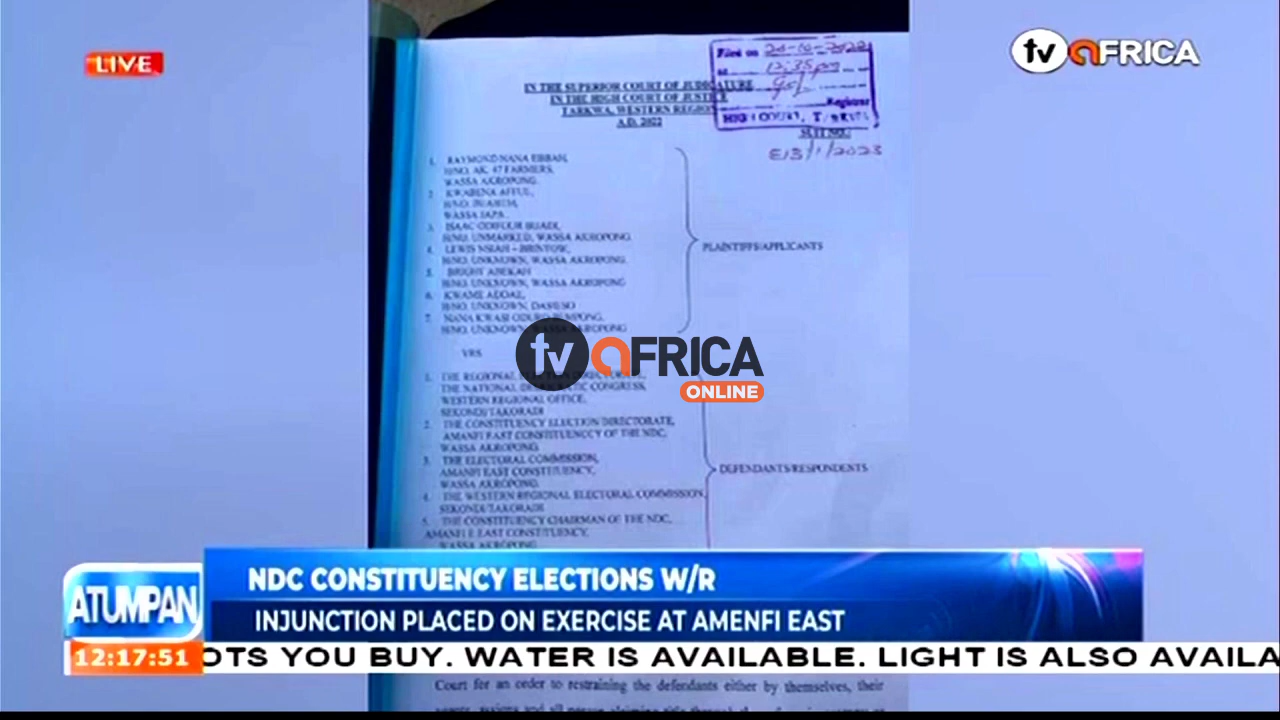 LIVE
tv aFRICA
Filed on 20-10-2022
at 12:35pm
Registrar
HIGH COURT, TARKWA
IN THE SUPERIOR COURT OF JUDICATURE
IN THE HIGH COURT OF JUSTICE
TARKWA, WESTERN REGION
A.D. 2022
SUIT NO:
E13/1/2023
1. RAYMOND NANA EBBAH,
H/NO. AK. 47 FARMERS,
WASSA AKROPONG.
2. KWABENA AFFUL,
WASSA JAPA.
3. ISAAC
H/NO. UNMARKED, WASSA AKROPONG.
4. LEWIS NSIAH – BRINTOW,
H/NO. UNKNOWN, WASSA AKROPONG.
5. BRIGHT ABEKAH
H/NO. UNKNOWN, WASSA AKROPONG
6. KWAME ADDAE,
H/NO. UNKNOWN, DASIESO
7. NANA KWASI ODURO
H/NO. UNKNOWN, WASSA AKROPONG
PLAINTIFFS/APPLICANTS
VRS
tv aFRICA
ONLINE
1. THE REGIONAL
THE NATIONAL DEMOCRATIC CONGRESS,
WESTERN REGIONAL OFFICE,
SEKONDI/TAKORADI
2. THE CONSTITUENCY ELECTION DIRECTORATE,
AMANFI EAST CONSTITUENCCY OF THE NDC,
WASSA AKROPONG.
3. THE ELECTORAL COMMISSION,
AMANFI EAST CONSTITUENCY,
WASSA AKROPONG.
4. THE WESTERN REGIONAL ELECTORAL COMMISSION,
SEKONDI/TAKORADI
5. THE CONSTITUENCY CHAIRMAN OF THE NDC,
AMANFI E EAST CONSTITUENCY,
WASSA AKROPONG
DEFENDANTS/RESPONDENTS
NDC CONSTITUENCY ELECTIONS W/R
ATUMPAN
INJUNCTION PLACED ON EXERCISE AT AMENFI EAST
12:17:51
OTS YOU BUY. WATER IS AVAILABLE. LIGHT IS ALSO AVAILA
Court for an order to restraining the defendants either by themselves, their